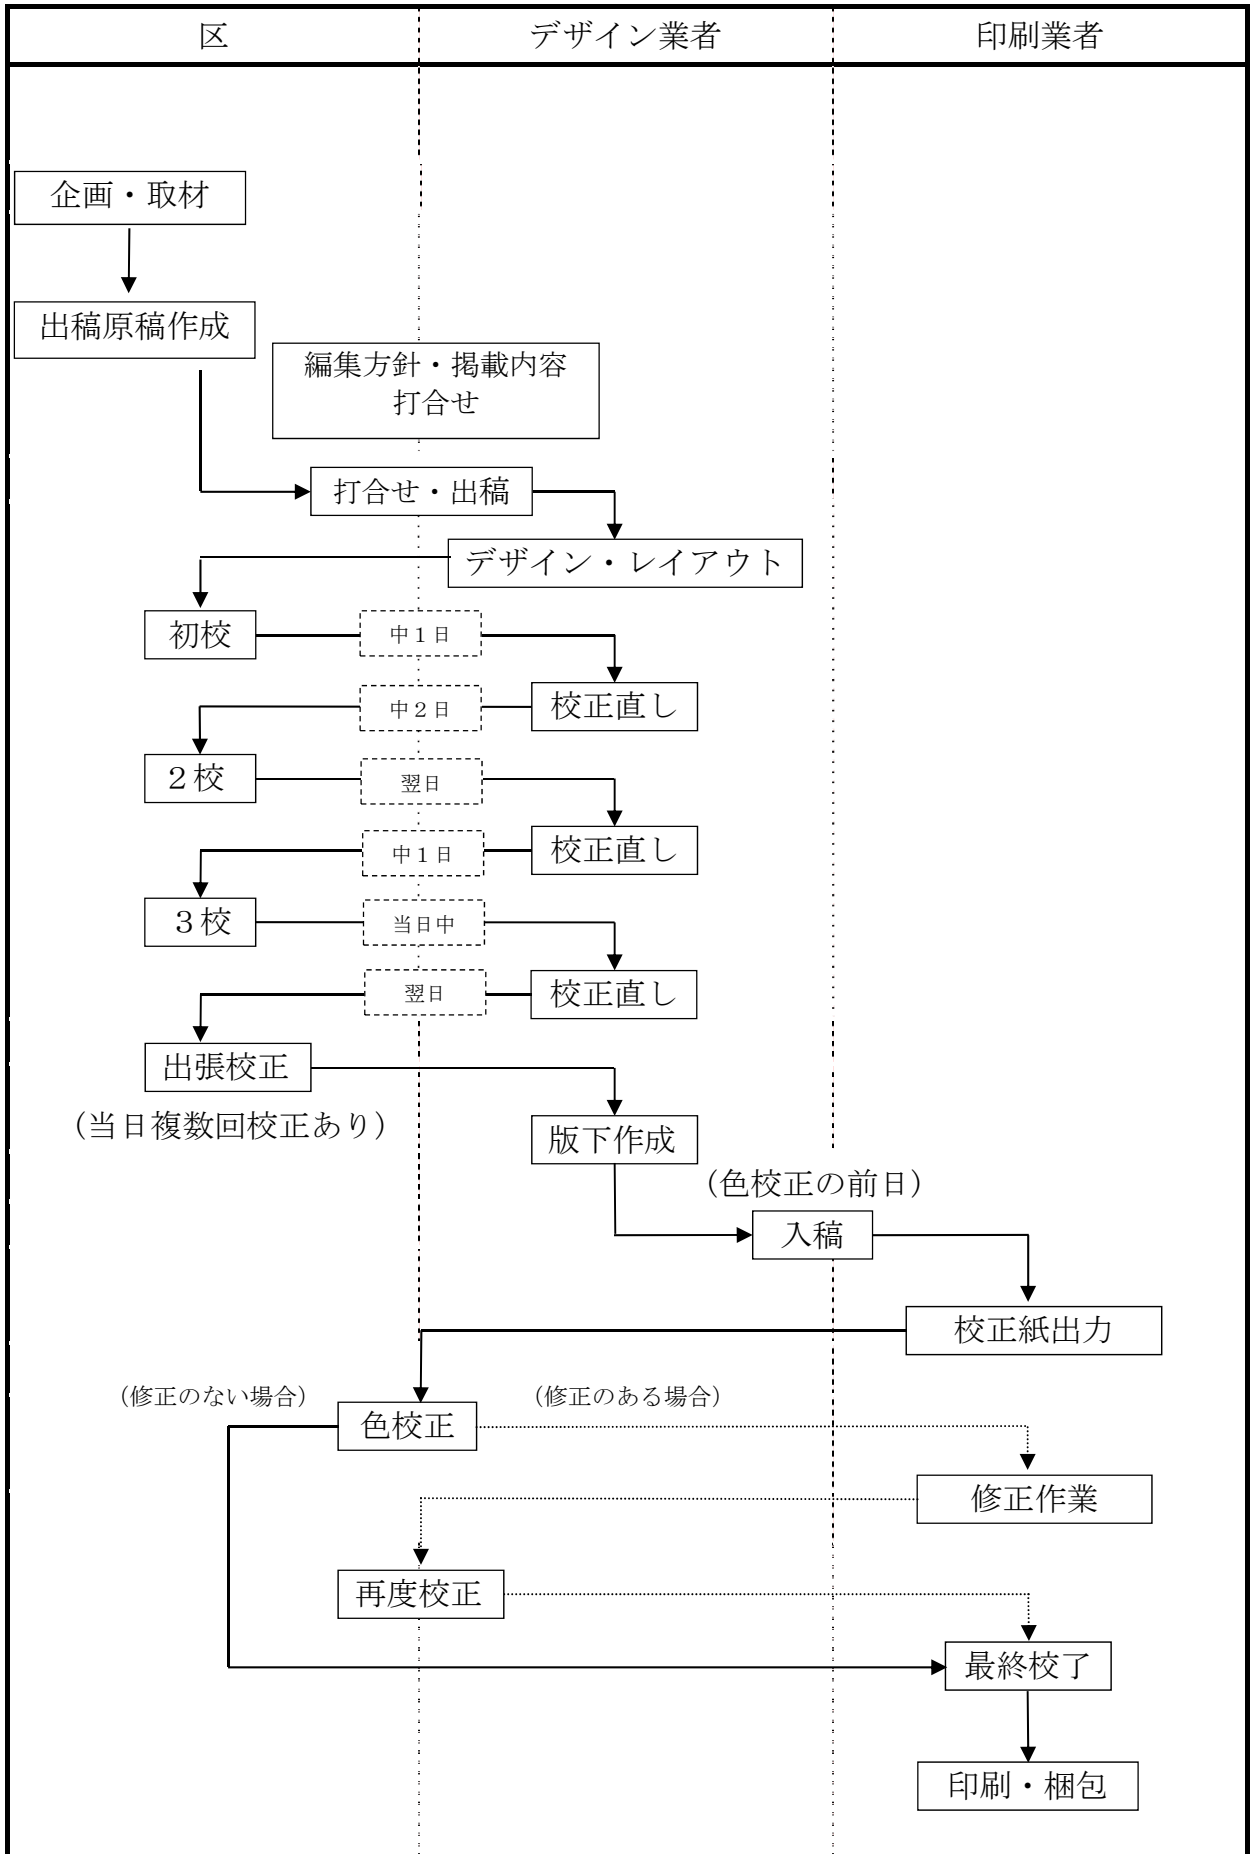 区
デザイン業者
印刷業者
企画・取材
出稿原稿作成
編集方針・掲載内容
打合せ
打合せ・出稿
デザイン・レイアウト
初校
中１日
校正直し
中２日
２校
翌日
校正直し
中１日
３校
当日中
校正直し
翌日
出張校正
（当日複数回校正あり）
版下作成
（色校正の前日）
入稿
校正紙出力
（修正のない場合）
（修正のある場合）
色校正
修正作業
再度校正
最終校了
印刷・梱包